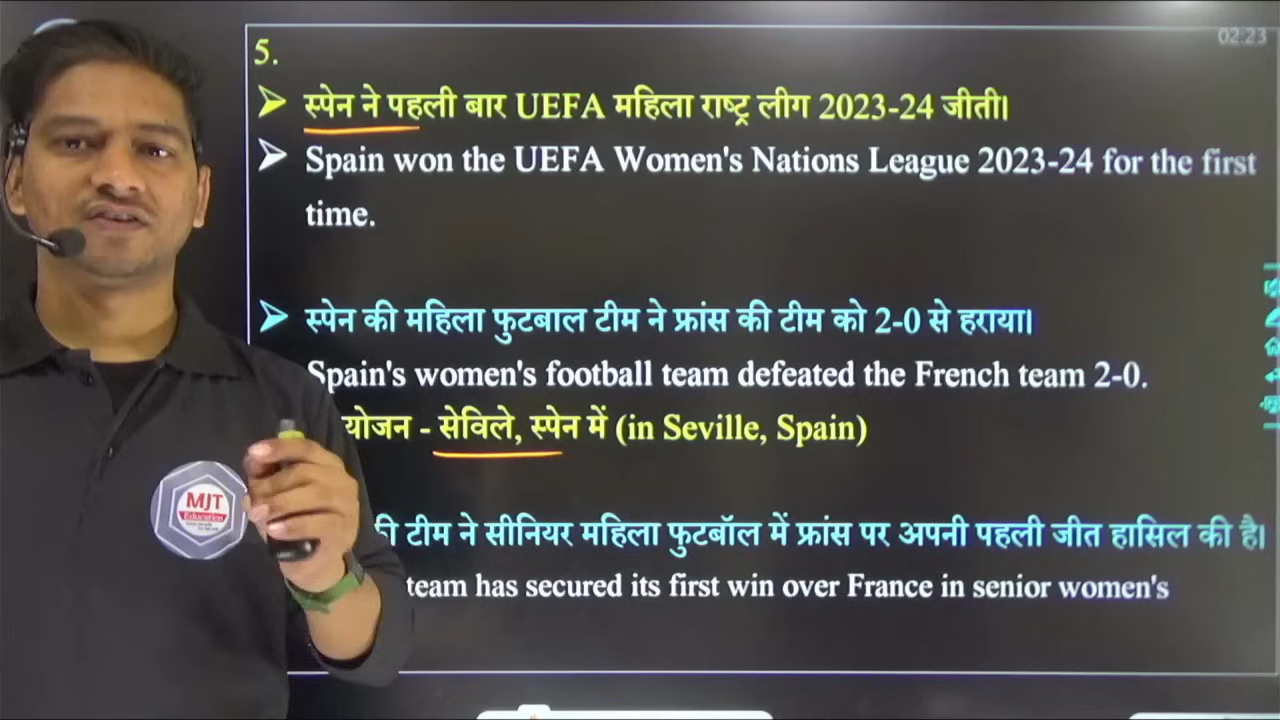 02.23
5.
➢ स्पेन ने पहली बार UEFA महिला राष्ट्र लीग 2023-24 जीती।
➢ Spain won the UEFA Women's Nations League 2023-24 for the first
time.
➢ स्पेन की महिला फुटबाल टीम ने फ्रांस की टीम को 2-0 से हराया।
Spain's women's football team defeated the French team 2-0.
योजन - सेविले, स्पेन में (in Seville, Spain)
टीम ने सीनियर महिला फुटबॉल में फ्रांस पर अपनी पहली जीत हासिल की है।
team has secured its first win over France in senior women's
MJT
Education